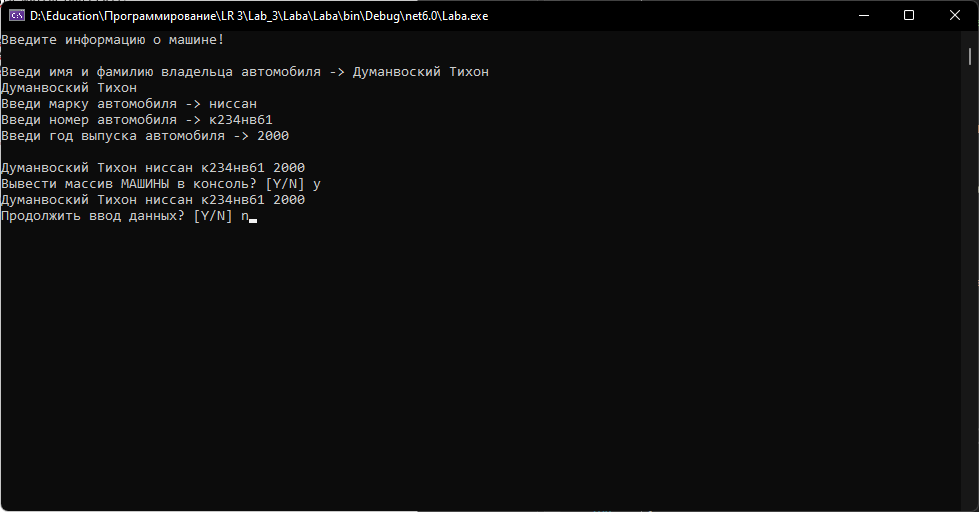 D:\Education\Программирование\LR 3\Lab_3\Laba\Laba\bin\Debug\net6.0\Laba.exe
Введите информацию о машине!
Введи имя и фамилию владельца автомобиля -> Думанвоский Тихон
Думанвоский Тихон
Введи марку автомобиля -> ниссан
Введи номер автомобиля -> к234нв61
Введи год выпуска автомобиля -> 2000
Думанвоский Тихон ниссан к234нв61 2000
Вывести массив МАШИНЫ в консоль? [Y/N] y
Думанвоский Тихон ниссан к234нв61 2000
Продолжить ввод данных? [Y/N] n